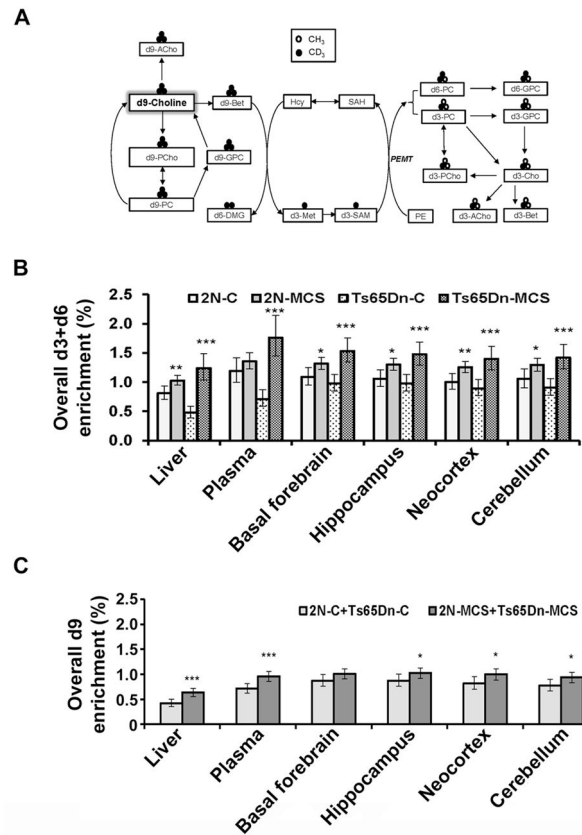 A
CH3
CD3
d9-ACho
d9-Choline
d9-Bet
Hcy
SAH
d6-PC
d6-GPC
d3-PC
d3-GPC
PEMT
d9-PCho
d9-GPC
d3-PCho
d3-Cho
d9-PC
d6-DMG
d3-Met
d3-SAM
PE
d3-ACho
d3-Bet
B
Overall d3+d6
enrichment (%)
2.5
2.0
1.5
1.0
0.5
0.0
2N-C
2N-MCS
Ts65Dn-C
Ts65Dn-MCS
** *** *** * *** * *** ** *** * ***
Liver
Plasma
Basal forebrain
Hippocampus
Neocortex
Cerebellum
C
Overall d9
enrichment (%)
2.5
2.0
1.5
1.0
0.5
0.0
2N-C+Ts65Dn-C
2N-MCS+Ts65Dn-MCS
*** *** * * *
Liver
Plasma
Basal forebrain
Hippocampus
Neocortex
Cerebellum